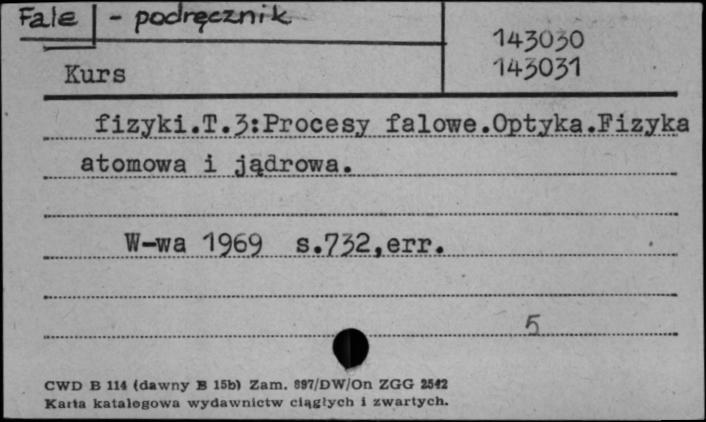 Fale - podręcznik
143030
Kurs 143031
fizyki.T.3:Procesy falowe.Optyka.Fizyka
atomowa i jądrowa.
W-wa 1969 s.732,err.
5
CWD B 114 (dawny B 15b) Zam. 897/DW/On ZGG 2542
Karta katalogowa wydawnictw ciągłych i zwartych.